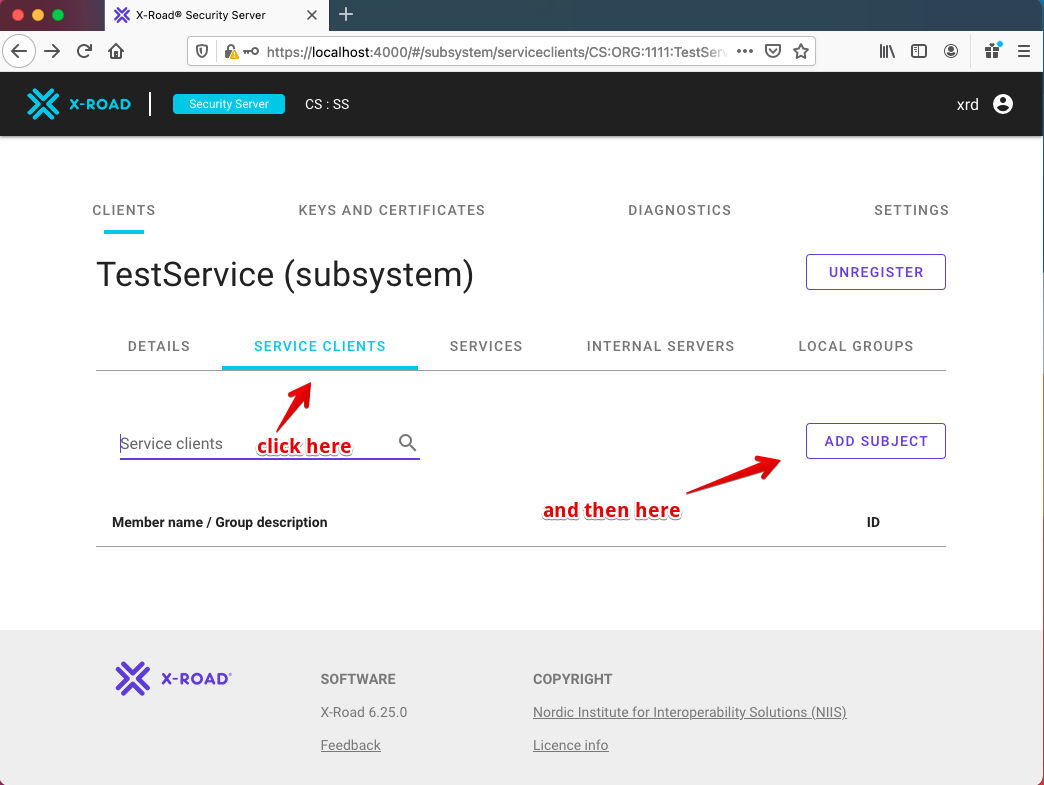 X-Road® Security Server
https://localhost:4000/#/subsystem/serviceclients/CS:ORG:1111:TestServ
X-ROAD
Security Server
CS : SS
xrd
CLIENTS
KEYS AND CERTIFICATES
DIAGNOSTICS
SETTINGS
TestService (subsystem)
UNREGISTER
DETAILS
SERVICE CLIENTS
SERVICES
INTERNAL SERVERS
LOCAL GROUPS
Service clients
click here
ADD SUBJECT
and then here
Member name / Group description
ID
X-ROAD®
SOFTWARE
COPYRIGHT
X-Road 6.25.0
Nordic Institute for Interoperability Solutions (NIIS)
Feedback
Licence info